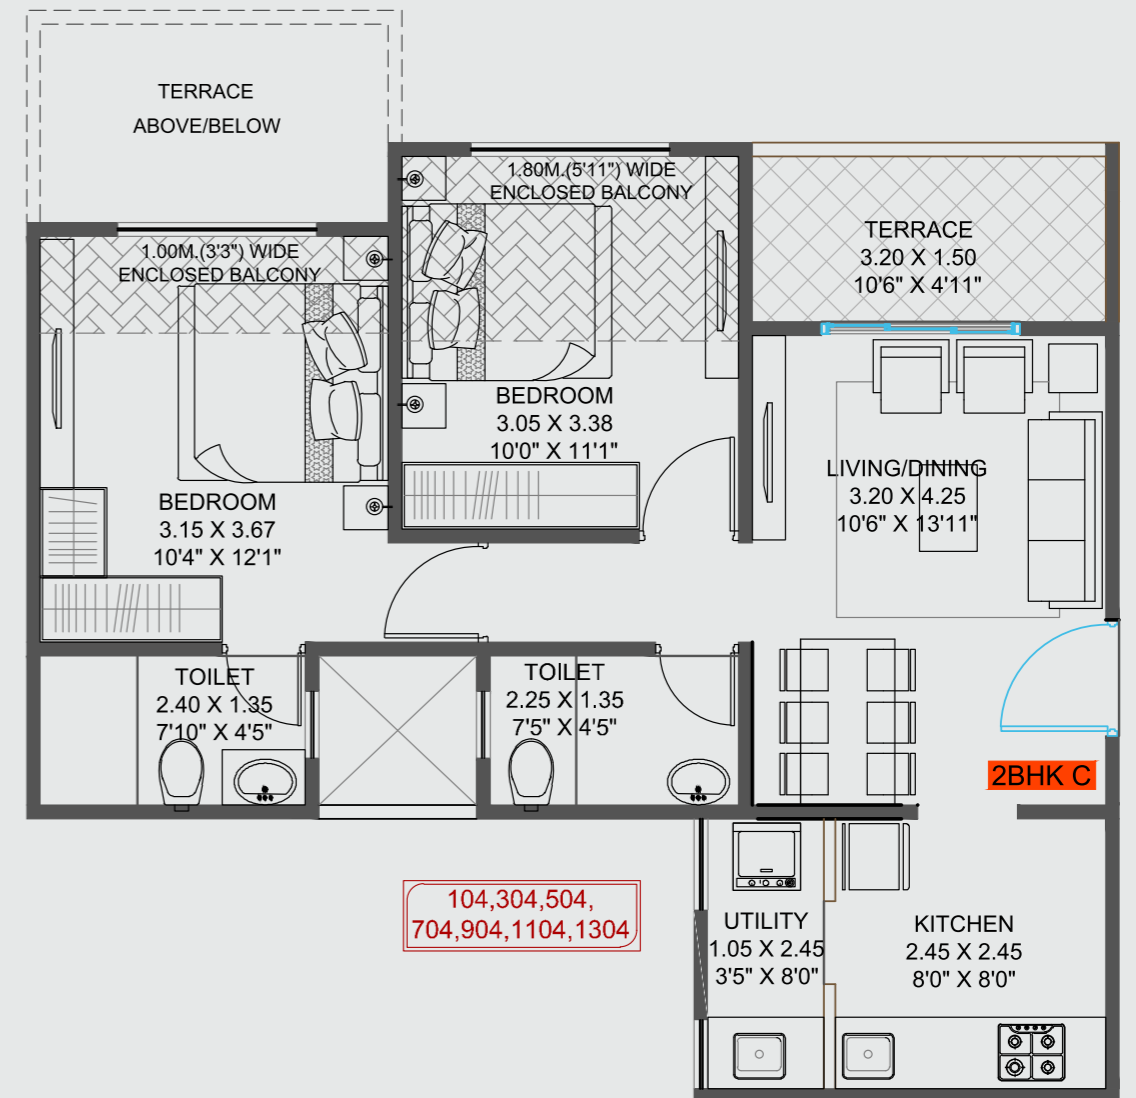 TERRACE
ABOVE/BELOW
1.80M.(5'11") WIDE
ENCLOSED BALCONY
TERRACE
3.20 X 1.50
10'6" X 4'11"
1.00M.(3'3") WIDE
ENCLOSED BALCONY
BEDROOM
3.05 X 3.38
10'0" X 11'1"
LIVING/DINING
3.20 X 4.25
10'6" X 13'11"
BEDROOM
3.15 X 3.67
10'4" X 12'1"
TOILET
2.40 X 1.35
7'10" X 4'5"
TOILET
2.25 X 1.35
7'5" X 4'5"
2BHK C
104,304,504,
704,904,1104,1304
UTILITY
1.05 X 2.45
3'5" X 8'0"
KITCHEN
2.45 X 2.45
8'0" X 8'0"